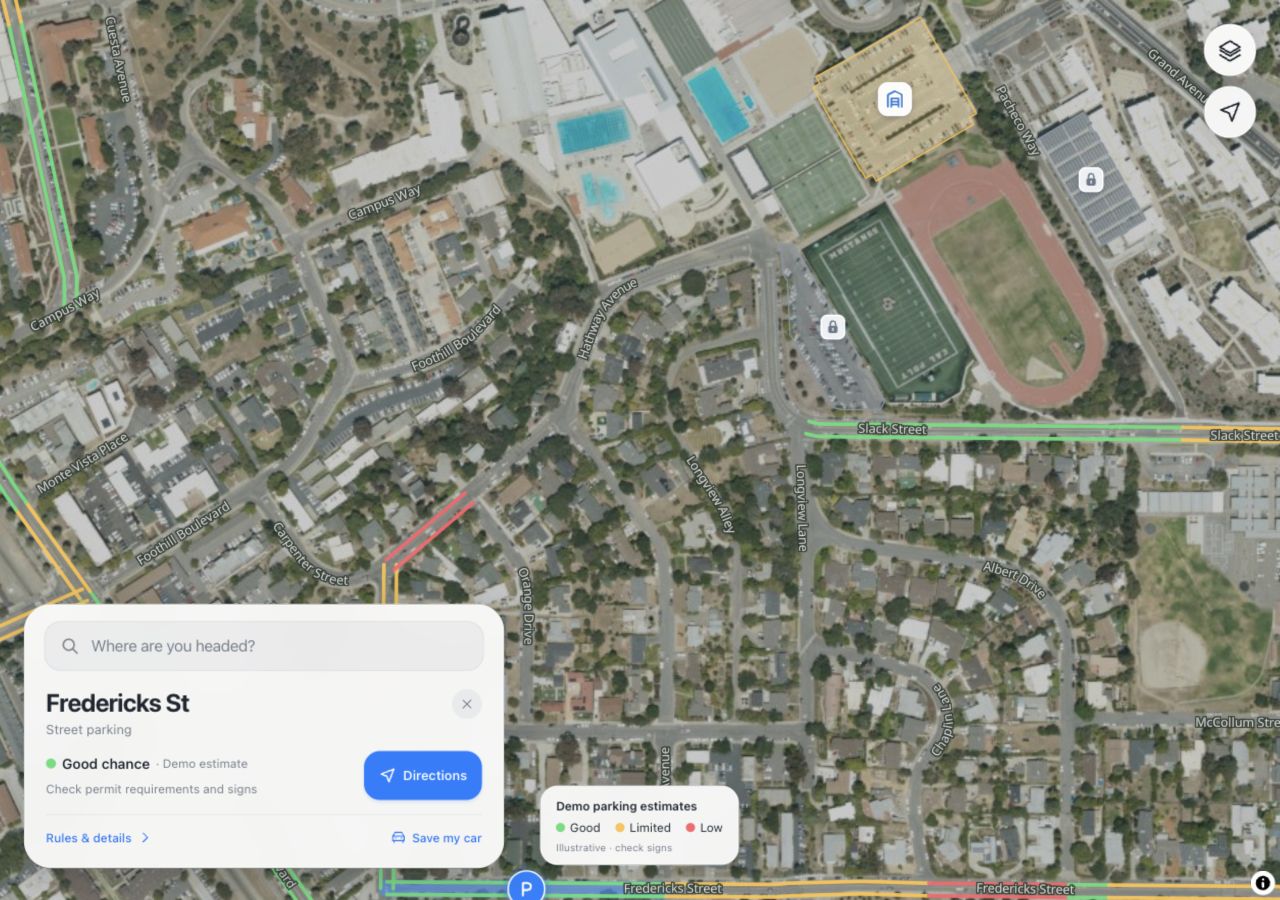 Cuesta Avenue
Grand Avenu
Pacheco Way
Campus Way
MUSTANGS
Campus Way
Hathway Avenue
Foothill Boulevard
CAL POLY
Slack Street
Slack Street
Monte Vista Place
Longview Alley
Longview Lane
Foothill Boulevard
Carpenter Street
Orange Drive
Albert Drive
Where are you headed?
Fredericks St
Street parking
Good chance · Demo estimate
Check permit requirements and signs
Directions
Rules & details
Save my car
Chaplin Lane
McCollum Stre
Avenue
Demo parking estimates
Good Limited Low
Illustrative · check signs
ard
P
Fredericks Street
Fredericks Street